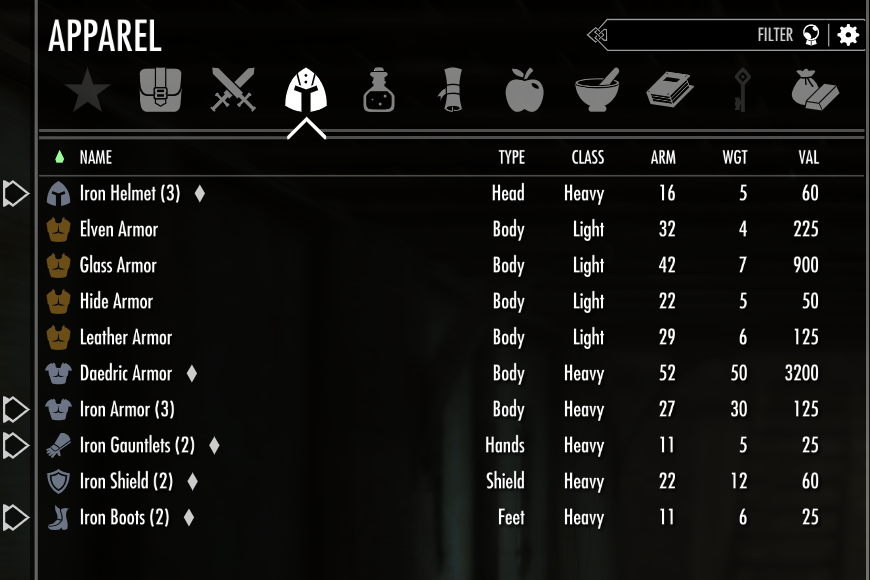 APPAREL
FILTER
NAME TYPE CLASS ARM WGT VAL
Iron Helmet (3) Head Heavy 16 5 60
Elven Armor Body Light 32 4 225
Glass Armor Body Light 42 7 900
Hide Armor Body Light 22 5 50
Leather Armor Body Light 29 6 125
Daedric Armor Body Heavy 52 50 3200
Iron Armor (3) Body Heavy 27 30 125
Iron Gauntlets (2) Hands Heavy 11 5 25
Iron Shield (2) Shield Heavy 22 12 60
Iron Boots (2) Feet Heavy 11 6 25